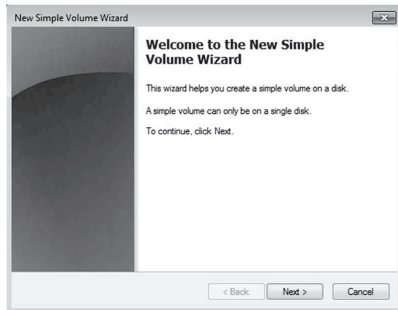 New Simple Volume Wizard
Welcome to the New Simple
Volume Wizard
This wizard helps you create a simple volume on a disk.
A simple volume can only be on a single disk.
To continue, click Next.
< Back
Next >
Cancel